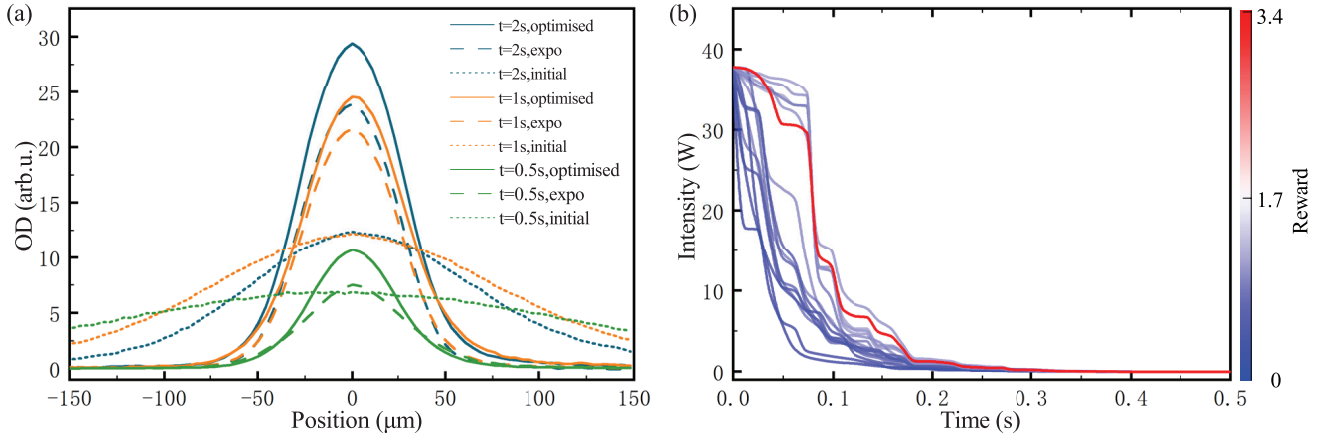 (a)
30
25
20
15
10
5
0
OD (arb.u.)
−150
−100
−50
0
50
100
150
Position (μm)
t=2s,optimised
t=2s,expo
t=2s,initial
t=1s,optimised
t=1s,expo
t=1s,initial
t=0.5s,optimised
t=0.5s,expo
t=0.5s,initial
(b)
40
30
20
10
0
Intensity (W)
0.0
0.1
0.2
0.3
0.4
0.5
Time (s)
3.4
1.7
0
Reward